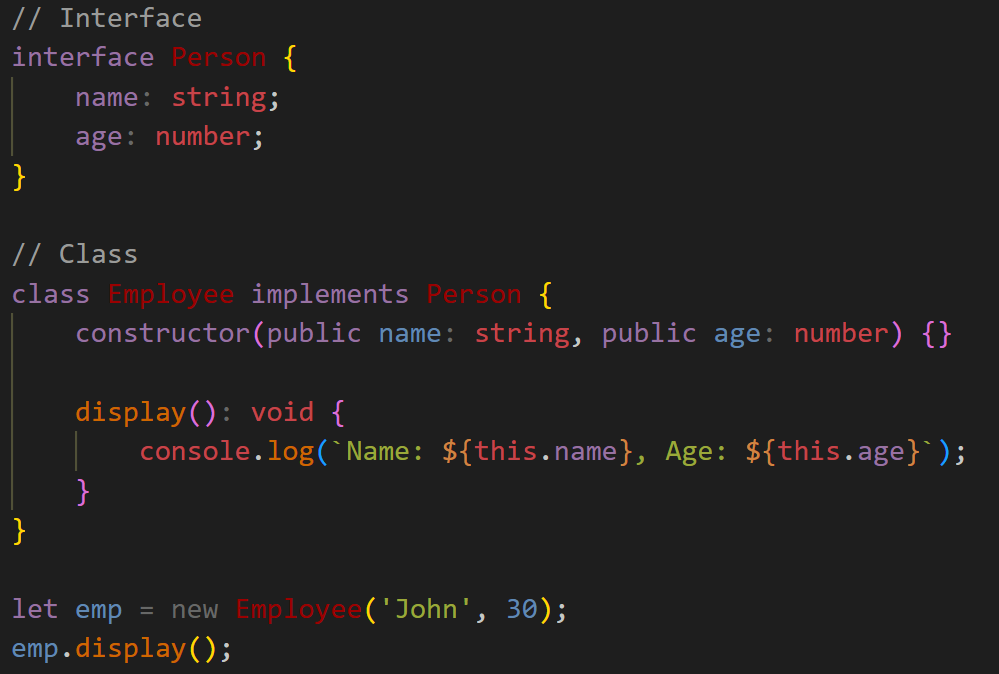 // Interface
interface Person {
    name: string;
    age: number;
}
// Class
class Employee implements Person {
    constructor(public name: string, public age: number) {}
    display(): void {
        console.log(`Name: ${this.name}, Age: ${this.age}`);
    }
}
let emp = new Employee('John', 30);
emp.display();